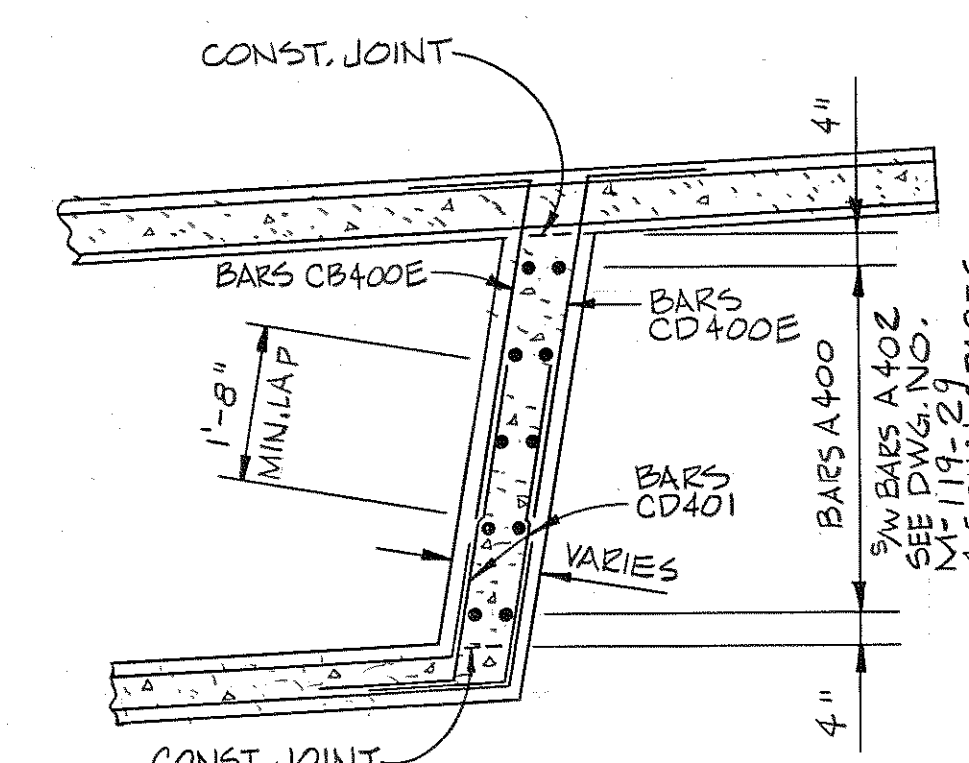 CONST. JOINT
4"
BARS CB400E
BARS
CD400E
1'-8"
MIN. LAP
BARS A400
S/W BARS A402
SEE DWG. NO.
M-119-29
BARS
CD401
VARIES
4"
CONST. JOINT